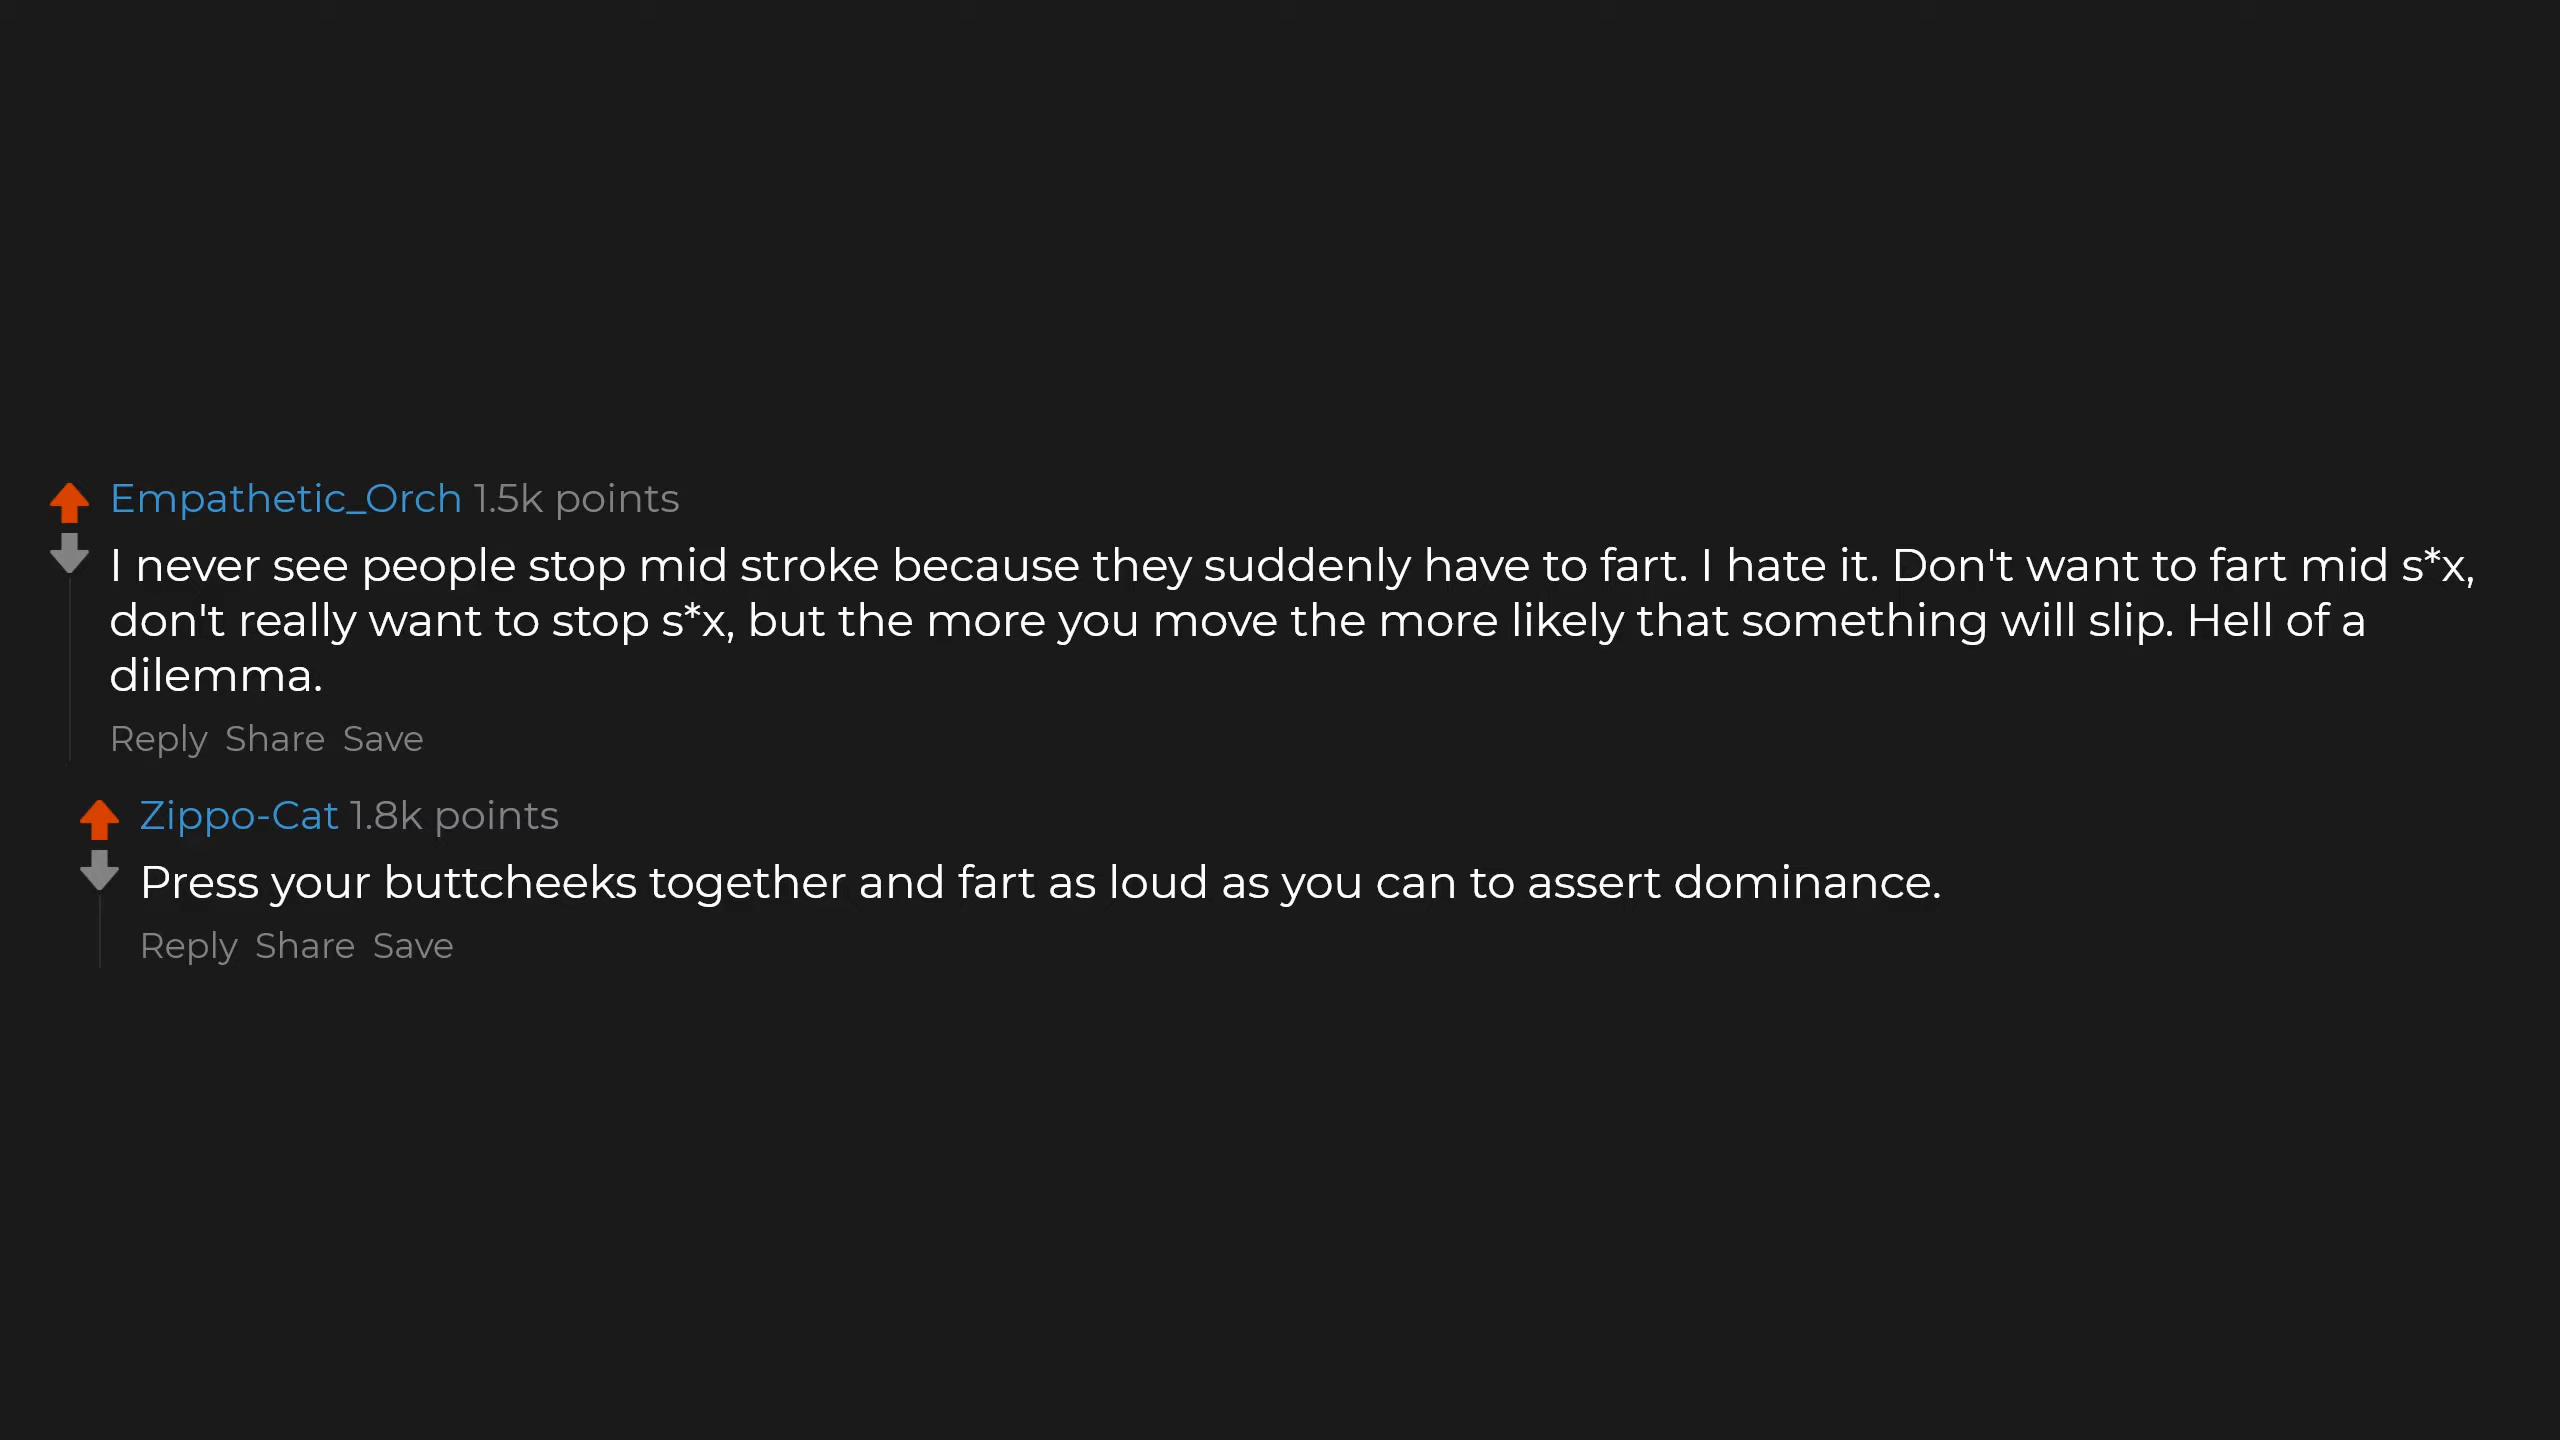 Empathetic_Orch 1.5k points
I never see people stop mid stroke because they suddenly have to fart. I hate it. Don't want to fart mid s*x,
don't really want to stop s*x, but the more you move the more likely that something will slip. Hell of a
dilemma.
Reply Share Save
Zippo-Cat 1.8k points
Press your buttcheeks together and fart as loud as you can to assert dominance.
Reply Share Save